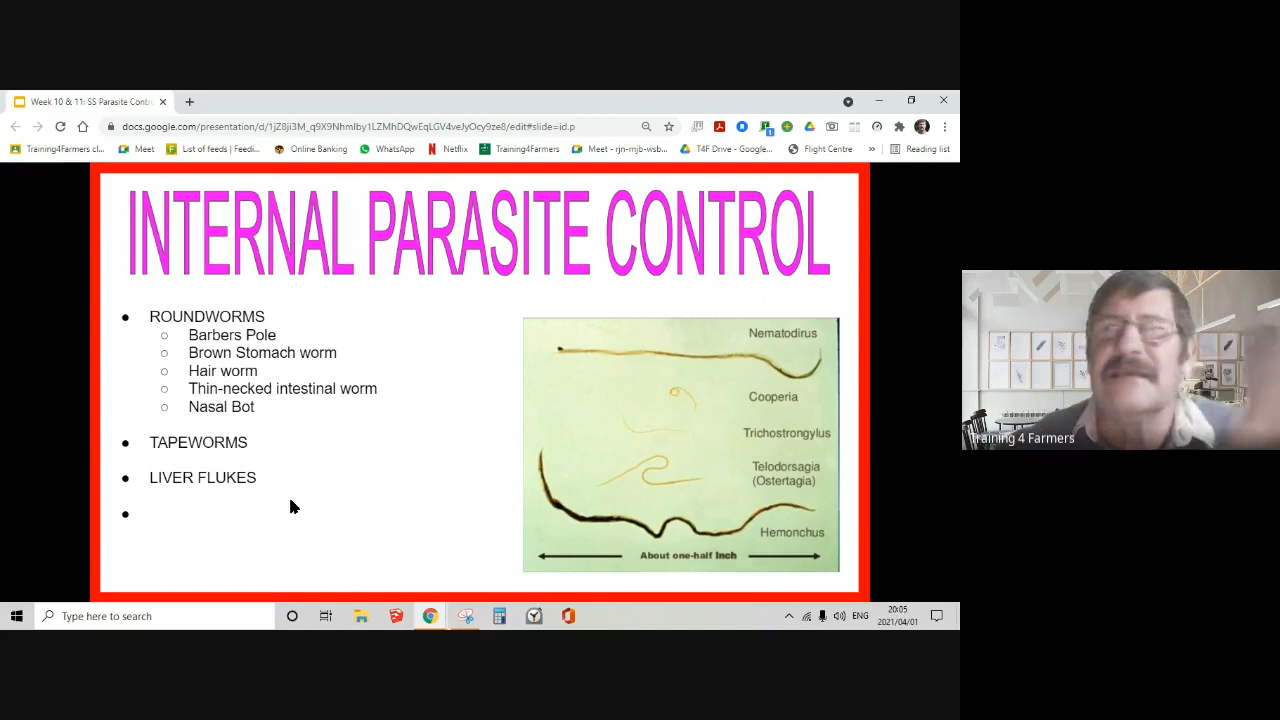 Week 10 & 11: SS Parasite Contro
docs.google.com/presentation/d/1jZ8ji3M_q9X9NhmIby1LZMhDQwEqLGV4veJyOcy9ze8/edit#slide=id.p
Training4Farmers cl...
Meet
List of feeds | Feedi...
Online Banking
WhatsApp
Netflix
Training4Farmers
Meet - rjn-mjb-wsb...
T4F Drive - Google...
Flight Centre
»
Reading list
INTERNAL PARASITE CONTROL
● ROUNDWORMS
○ Barbers Pole
○ Brown Stomach worm
○ Hair worm
○ Thin-necked intestinal worm
○ Nasal Bot
● TAPEWORMS
● LIVER FLUKES
●
Nematodirus
Cooperia
Trichostrongylus
Telodorsagia
(Ostertagia)
Hemonchus
About one-half Inch
Training 4 Farmers
Type here to search
ENG
20:05
2021/04/01